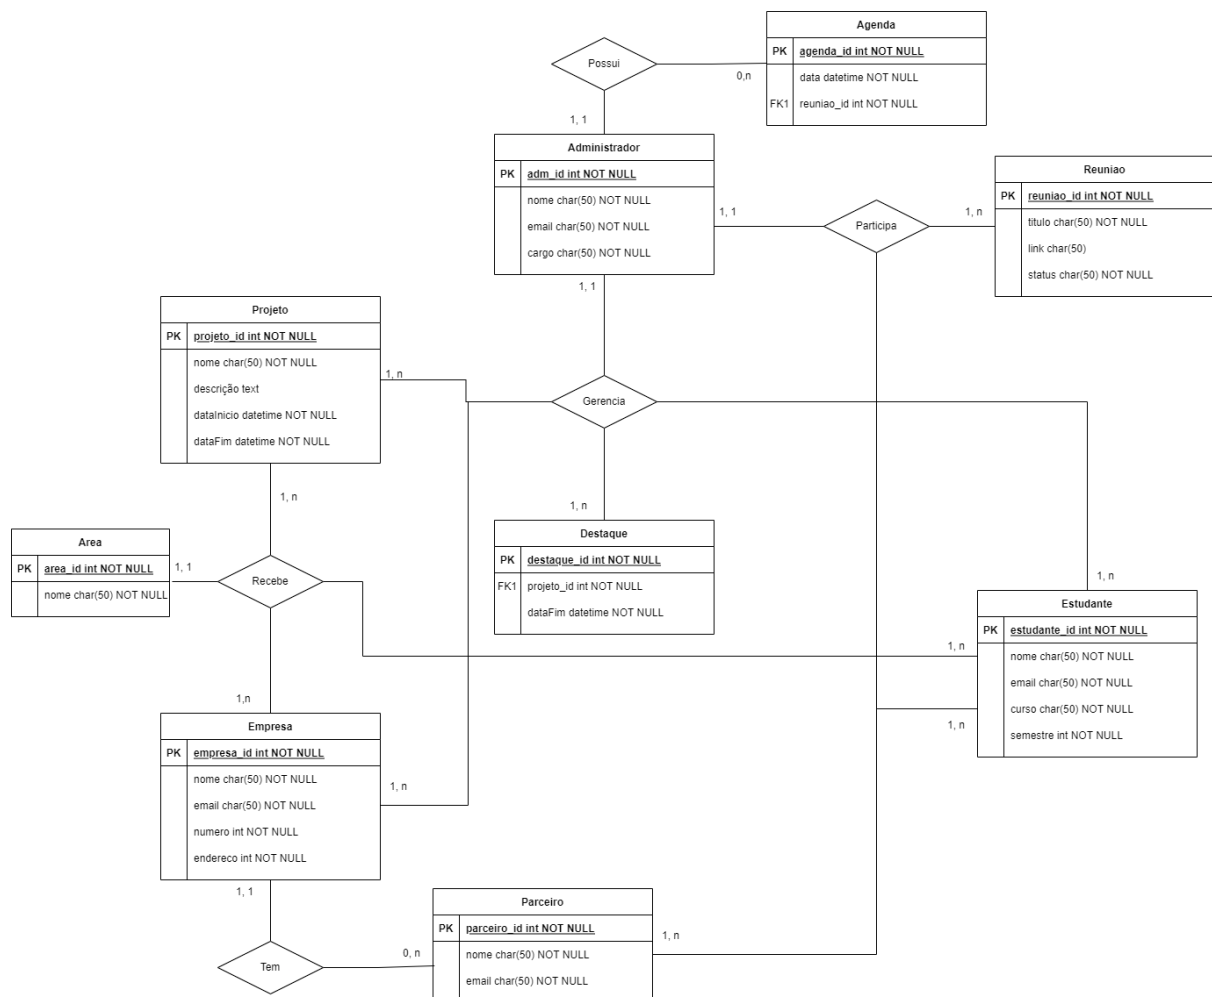 Agenda
PK agenda_id int NOT NULL
data datetime NOT NULL
FK1 reuniao_id int NOT NULL
Possui
0,n
1, 1
Administrador
PK adm_id int NOT NULL
nome char(50) NOT NULL
email char(50) NOT NULL
cargo char(50) NOT NULL
1, 1
Participa
1, n
Reuniao
PK reuniao_id int NOT NULL
titulo char(50) NOT NULL
link char(50)
status char(50) NOT NULL
1, 1
Projeto
PK projeto_id int NOT NULL
nome char(50) NOT NULL
descrição text
dataInicio datetime NOT NULL
dataFim datetime NOT NULL
1, n
Gerencia
1, n
1, n
Destaque
PK destaque_id int NOT NULL
FK1 projeto_id int NOT NULL
dataFim datetime NOT NULL
Area
PK area_id int NOT NULL
nome char(50) NOT NULL
1, 1
Recebe
1, n
Estudante
PK estudante_id int NOT NULL
nome char(50) NOT NULL
email char(50) NOT NULL
curso char(50) NOT NULL
semestre int NOT NULL
1, n
1, n
1,n
Empresa
PK empresa_id int NOT NULL
nome char(50) NOT NULL
email char(50) NOT NULL
numero int NOT NULL
endereco int NOT NULL
1, n
1, 1
Tem
0, n
Parceiro
PK parceiro_id int NOT NULL
nome char(50) NOT NULL
email char(50) NOT NULL
1, n